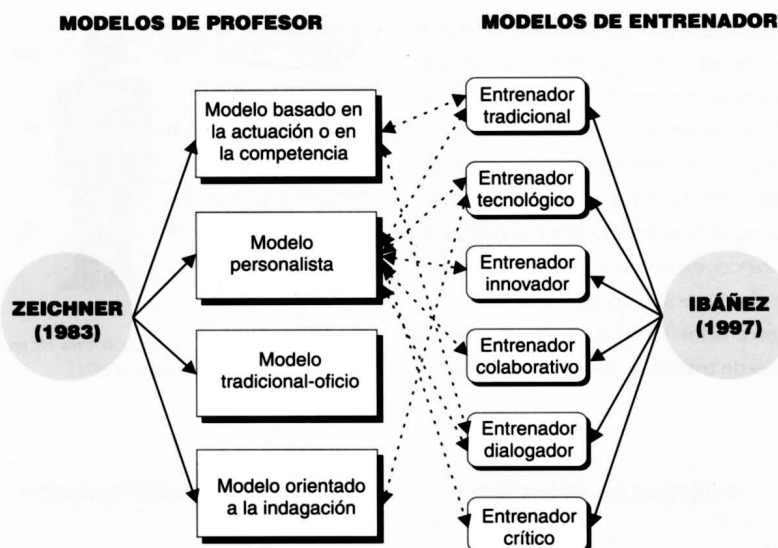 MODELOS DE PROFESOR
MODELOS DE ENTRENADOR
Modelo basado en
la actuación o en
la competencia
Modelo
personalista
Modelo
tradicional-oficio
Modelo orientado
a la indagación
ZEICHNER
(1983)
Entrenador
tradicional
Entrenador
tecnológico
Entrenador
innovador
Entrenador
colaborativo
Entrenador
dialogador
Entrenador
crítico
IBÁÑEZ
(1997)